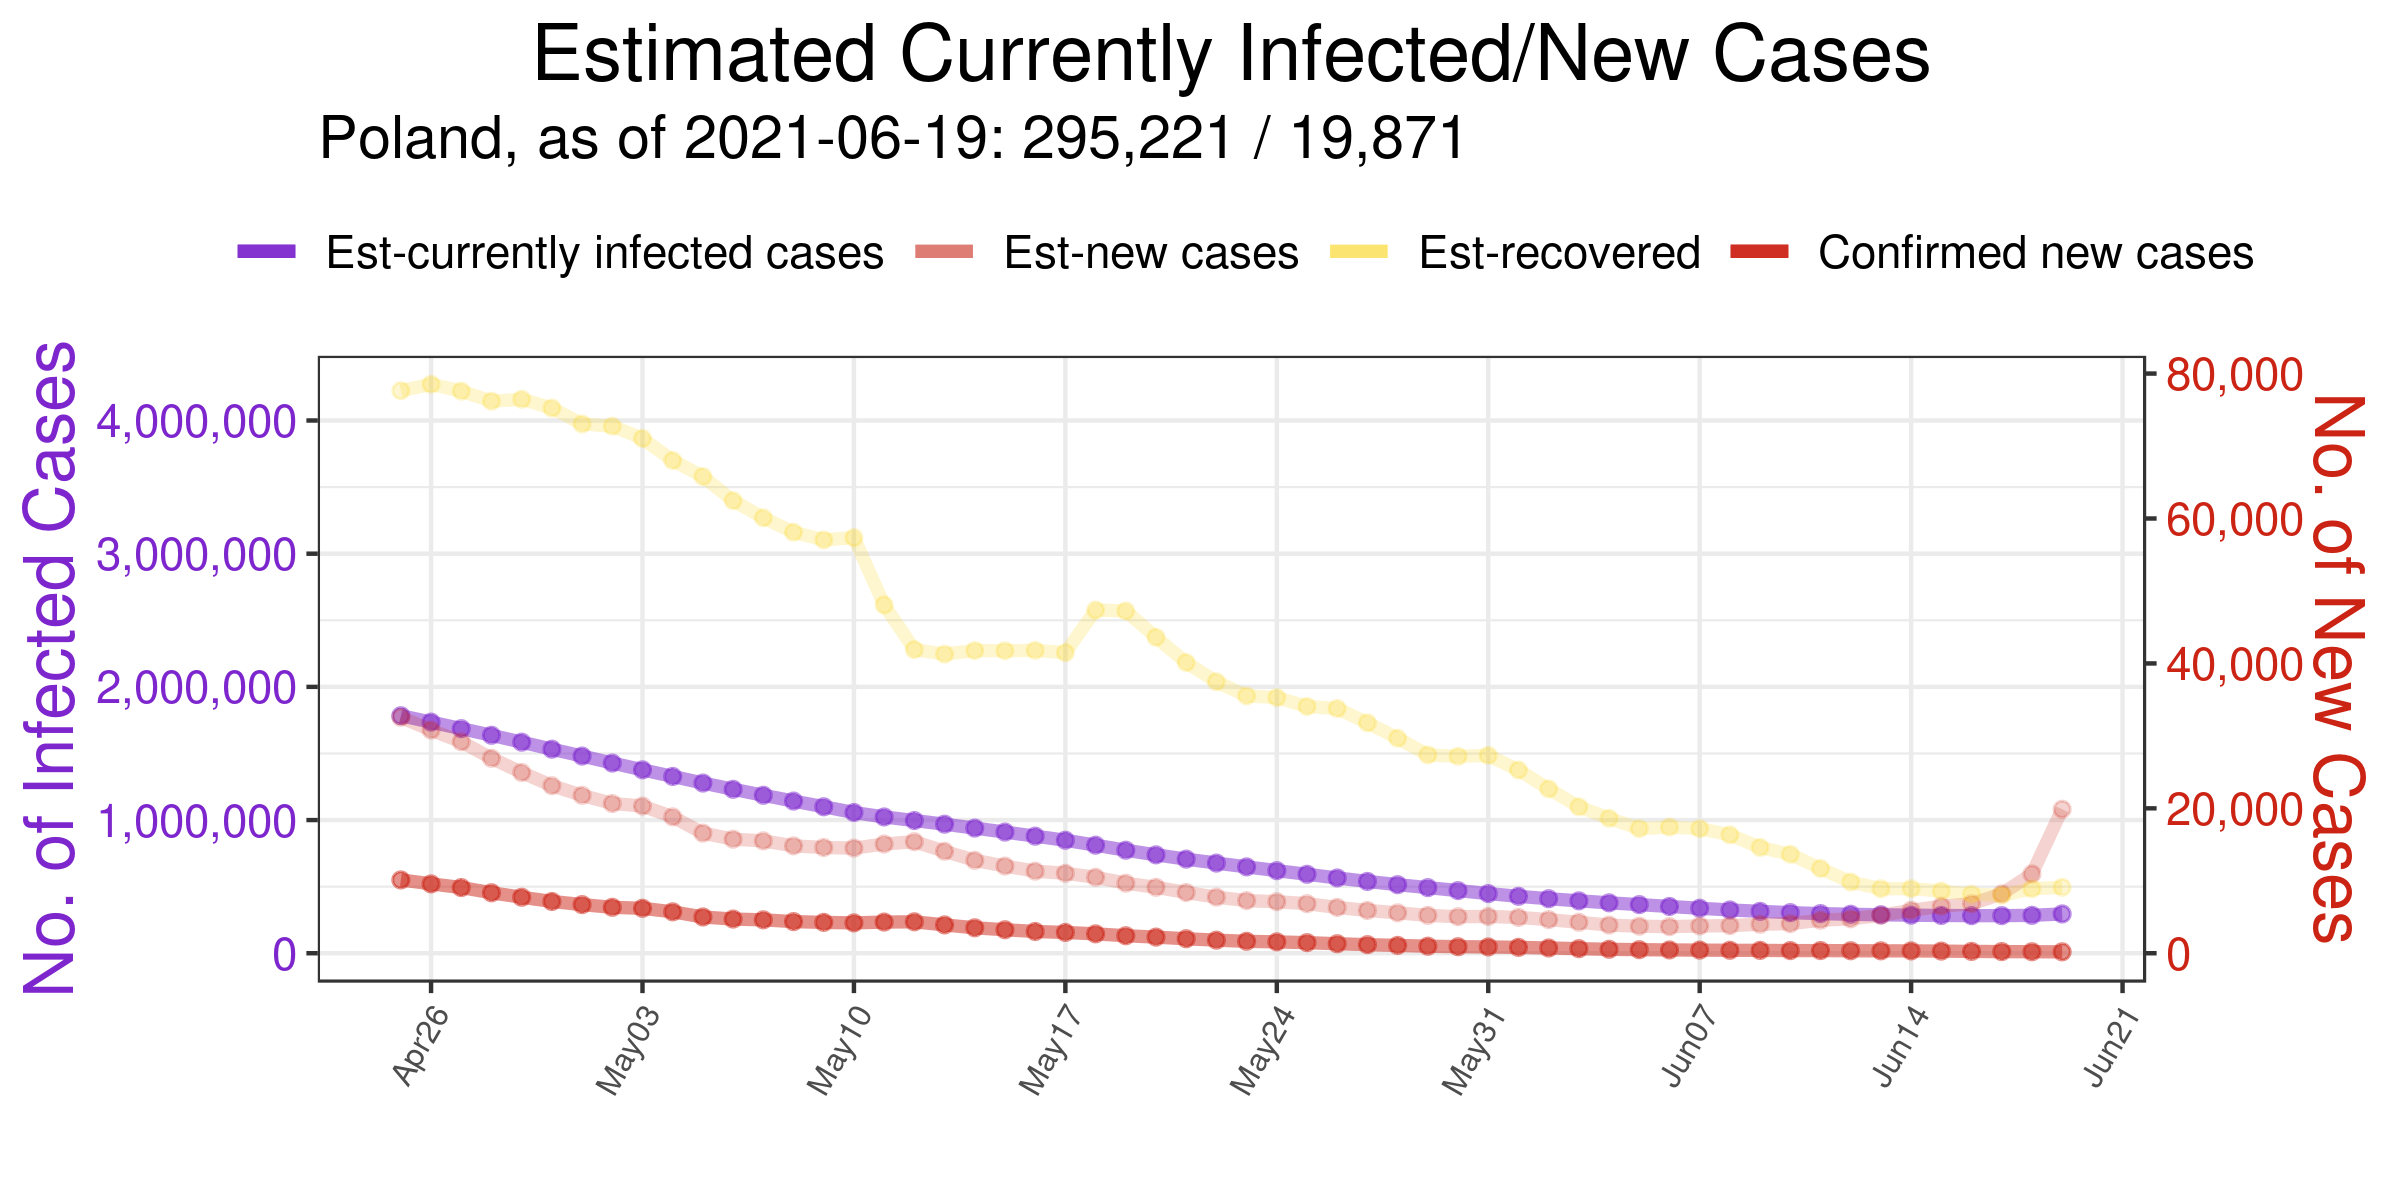 Estimated Currently Infected/New Cases
Poland, as of 2021-06-19: 295,221 / 19,871
Est-currently infected cases Est-new cases Est-recovered Confirmed new cases
No. of Infected Cases
4,000,000
3,000,000
2,000,000
1,000,000
0
80,000
60,000
40,000
20,000
0
No. of New Cases
Apr26 May03 May10 May17 May24 May31 Jun07 Jun14 Jun21